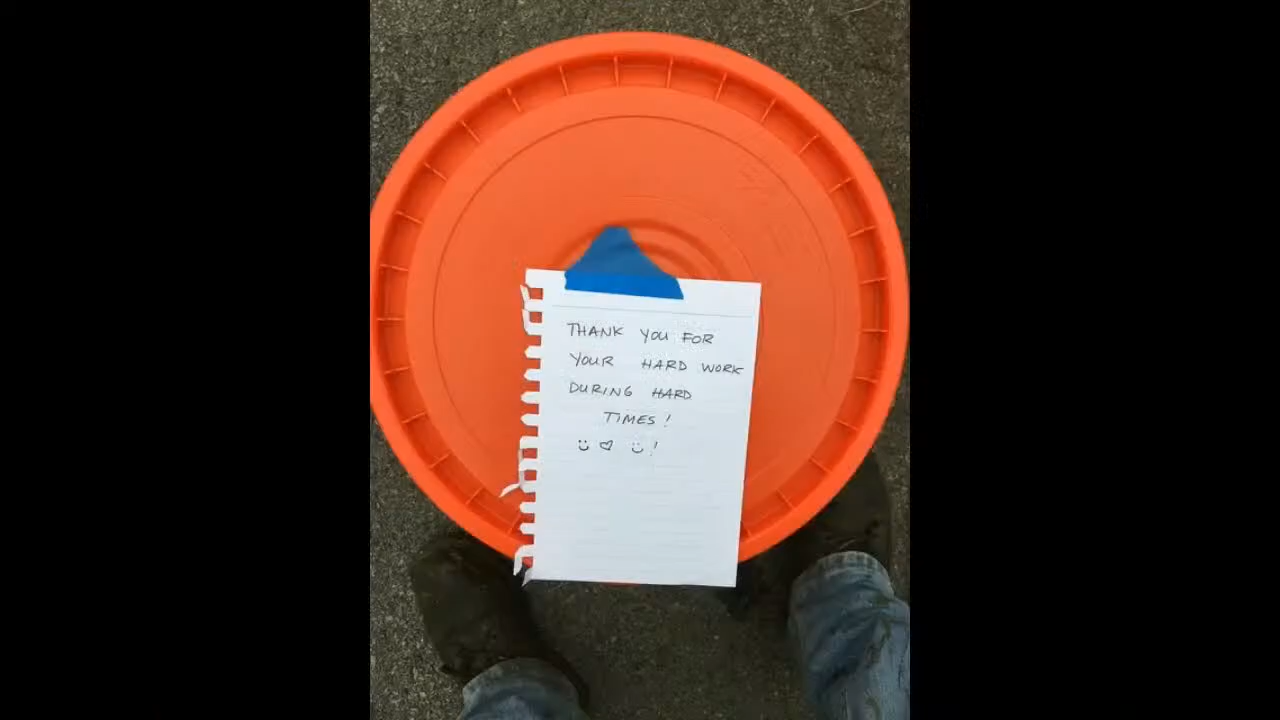 THANK YOU FOR
YOUR HARD WORK
DURING HARD
TIMES!
☺ ♡ ☺!